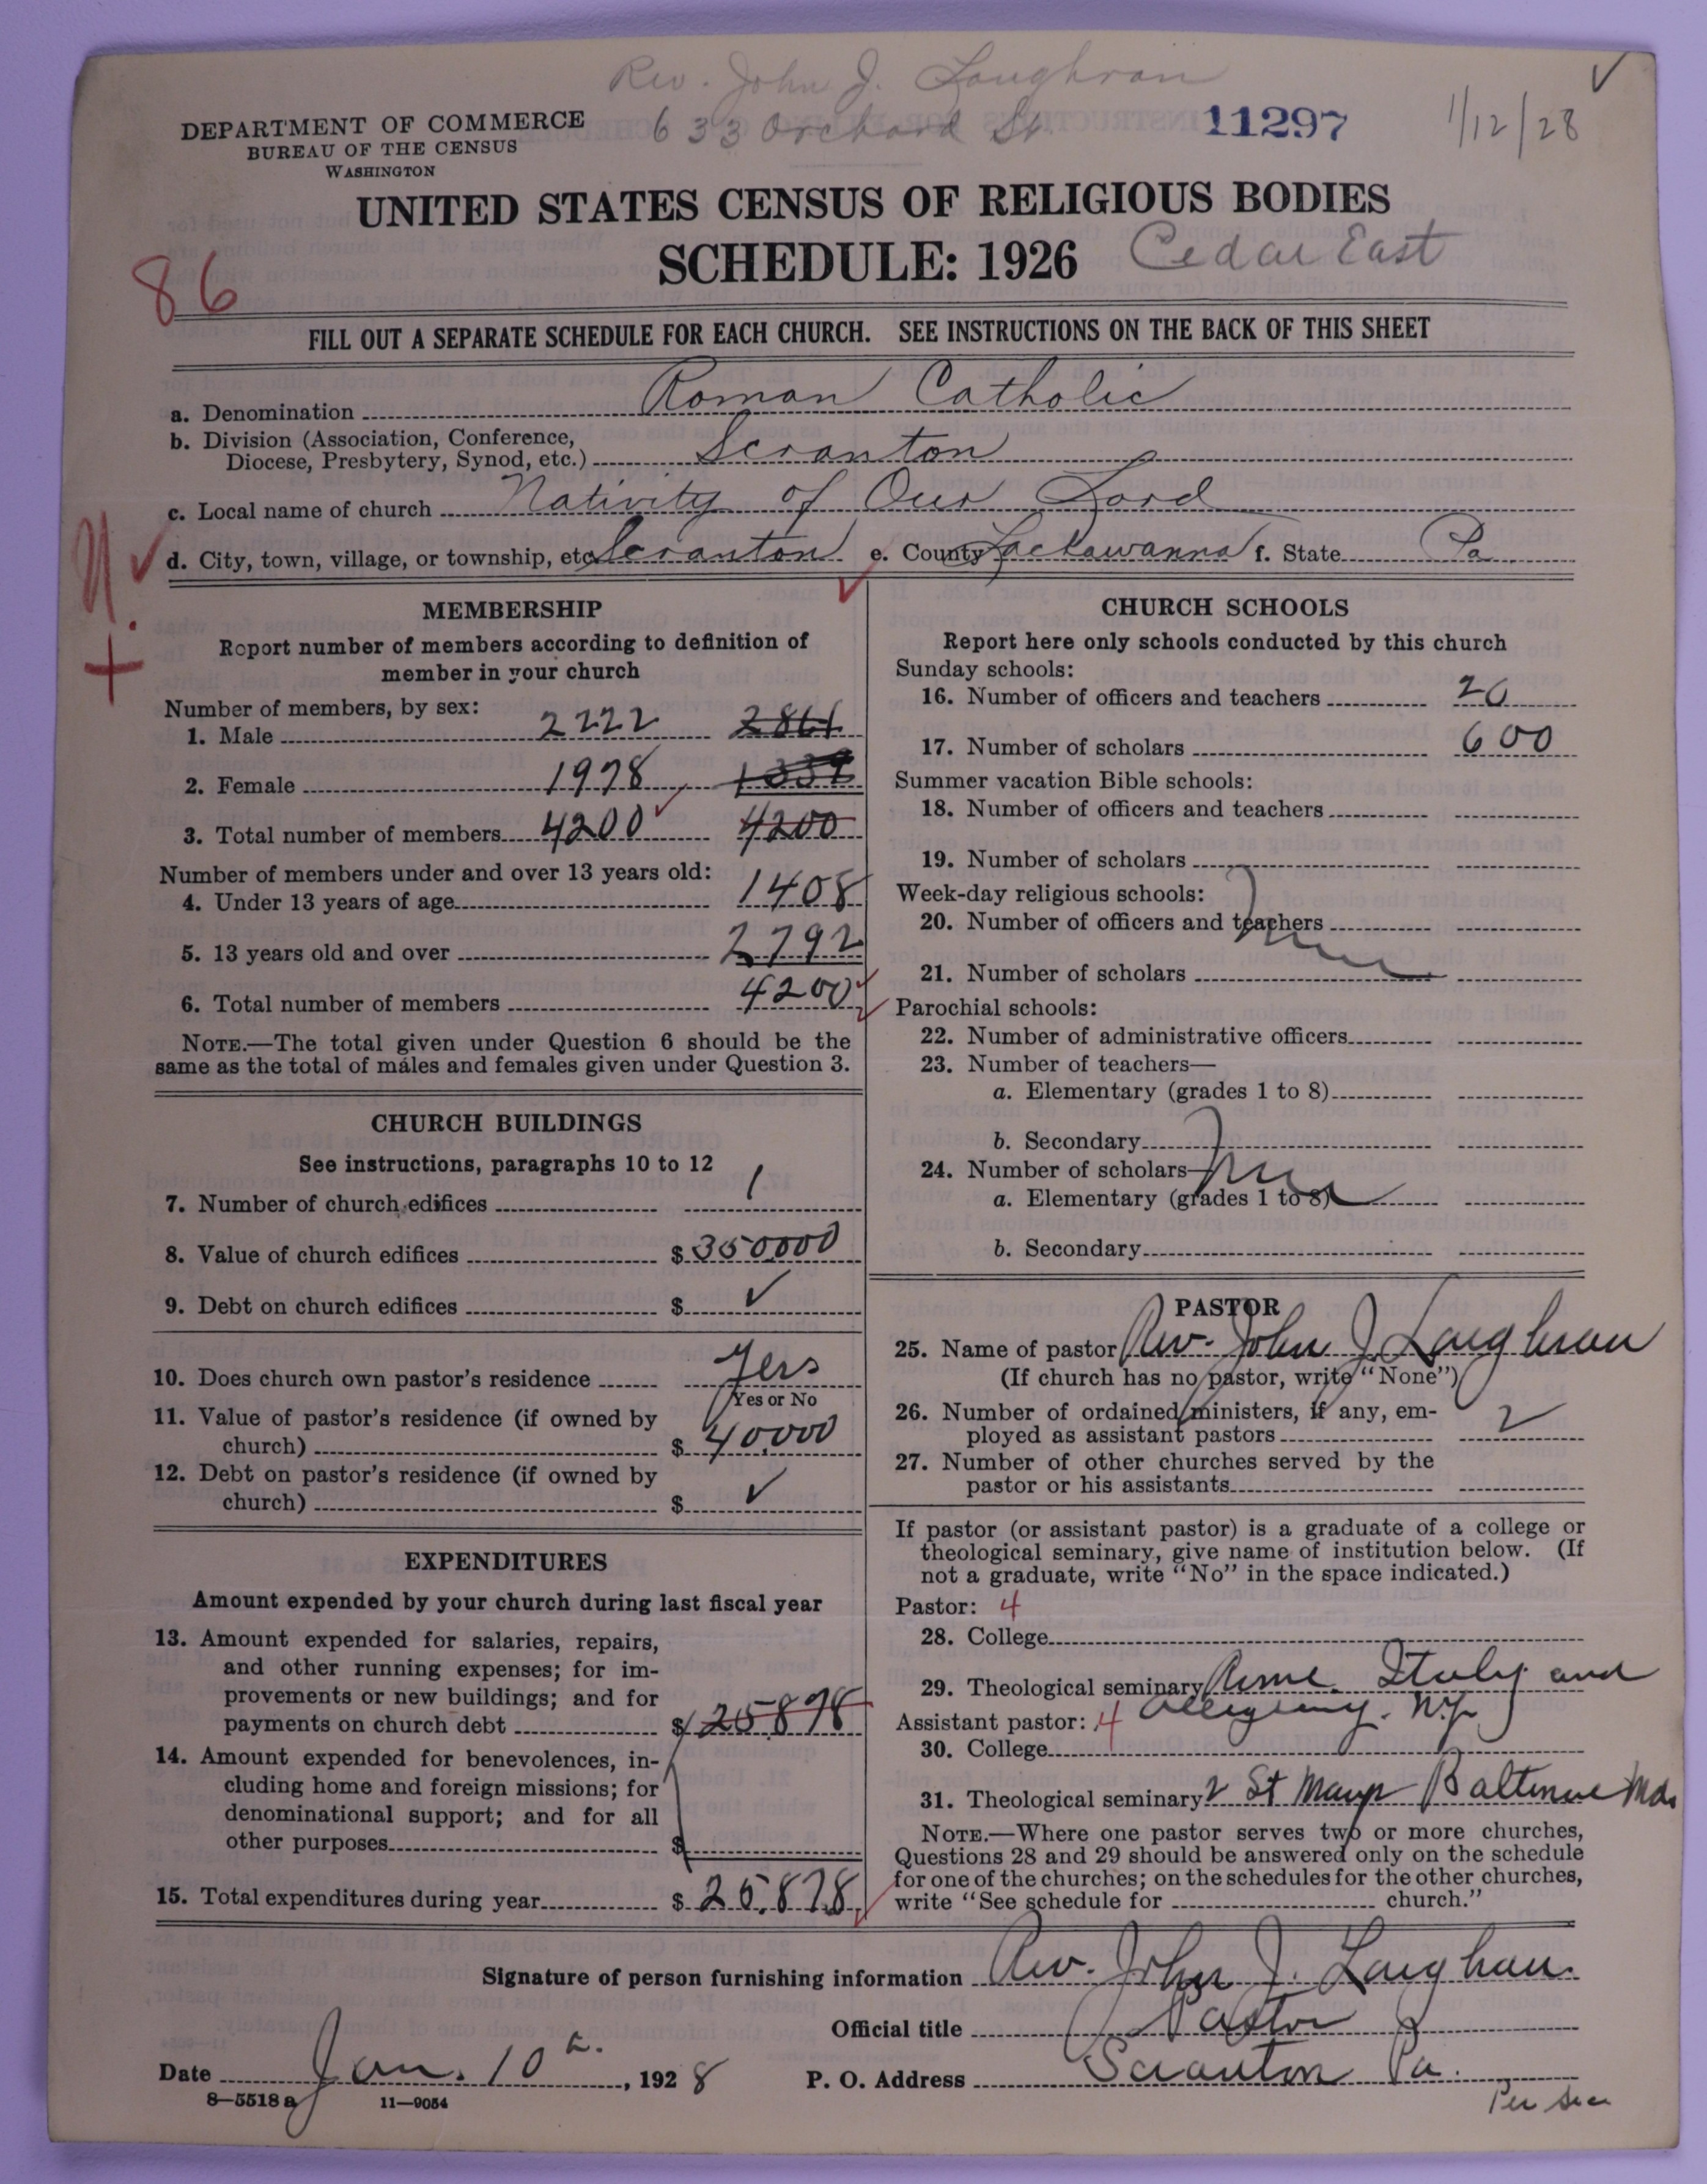 Rev. John J. Loughran
633 Orchard St.
11297
1/12/28
DEPARTMENT OF COMMERCE
BUREAU OF THE CENSUS
WASHINGTON
UNITED STATES CENSUS OF RELIGIOUS BODIES
SCHEDULE: 1926
Cedar East
86
FILL OUT A SEPARATE SCHEDULE FOR EACH CHURCH. SEE INSTRUCTIONS ON THE BACK OF THIS SHEET
a. Denomination Roman Catholic
b. Division (Association, Conference,
Diocese, Presbytery, Synod, etc.) Scranton
c. Local name of church Nativity of Our Lord
d. City, town, village, or township, etc. Scranton e. County Lackawanna f. State Pa.
MEMBERSHIP
Report number of members according to definition of
member in your church
Number of members, by sex:
1. Male 2222
2. Female 1978
3. Total number of members 4200 4200
Number of members under and over 13 years old:
4. Under 13 years of age 1408
5. 13 years old and over 2792
6. Total number of members 4200
NOTE.—The total given under Question 6 should be the
same as the total of males and females given under Question 3.
CHURCH BUILDINGS
See instructions, paragraphs 10 to 12
7. Number of church edifices 1
8. Value of church edifices $350000
9. Debt on church edifices $ ✓
10. Does church own pastor's residence Yes
Yes or No
11. Value of pastor's residence (if owned by
church) $ 40000
12. Debt on pastor's residence (if owned by
church) $ ✓
EXPENDITURES
Amount expended by your church during last fiscal year
13. Amount expended for salaries, repairs,
and other running expenses; for im-
provements or new buildings; and for
payments on church debt $ 25878
14. Amount expended for benevolences, in-
cluding home and foreign missions; for
denominational support; and for all
other purposes $
15. Total expenditures during year $ 25,878
CHURCH SCHOOLS
Report here only schools conducted by this church
Sunday schools:
16. Number of officers and teachers 20
17. Number of scholars 600
Summer vacation Bible schools:
18. Number of officers and teachers
19. Number of scholars
Week-day religious schools:
20. Number of officers and teachers
21. Number of scholars
Parochial schools:
22. Number of administrative officers
23. Number of teachers—
a. Elementary (grades 1 to 8)
b. Secondary
24. Number of scholars—
a. Elementary (grades 1 to 8)
b. Secondary
PASTOR
25. Name of pastor Rev. John J. Loughran
(If church has no pastor, write "None")
26. Number of ordained ministers, if any, em-
ployed as assistant pastors 2
27. Number of other churches served by the
pastor or his assistants
If pastor (or assistant pastor) is a graduate of a college or
theological seminary, give name of institution below. (If
not a graduate, write "No" in the space indicated.)
Pastor: 4
28. College
29. Theological seminary Rome. Italy and
Allegany. N.Y.
Assistant pastor: 4
30. College
31. Theological seminary 2 St Marys Baltimore Md.
NOTE.—Where one pastor serves two or more churches,
Questions 28 and 29 should be answered only on the schedule
for one of the churches; on the schedules for the other churches,
write "See schedule for church."
Signature of person furnishing information Rev. John J. Loughran.
Official title Pastor
Date Jan. 10, 1928 P. O. Address Scranton Pa.
8—5518 a 11—9054
Per Sec